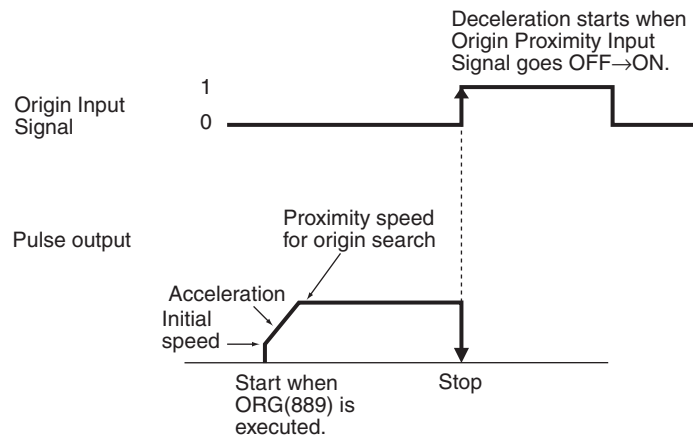 Deceleration starts when
Origin Proximity Input
Signal goes OFF→ON.
Origin Input
Signal
1
0
Pulse output
Proximity speed
for origin search
Acceleration
Initial
speed
Start when
ORG(889) is
executed.
Stop